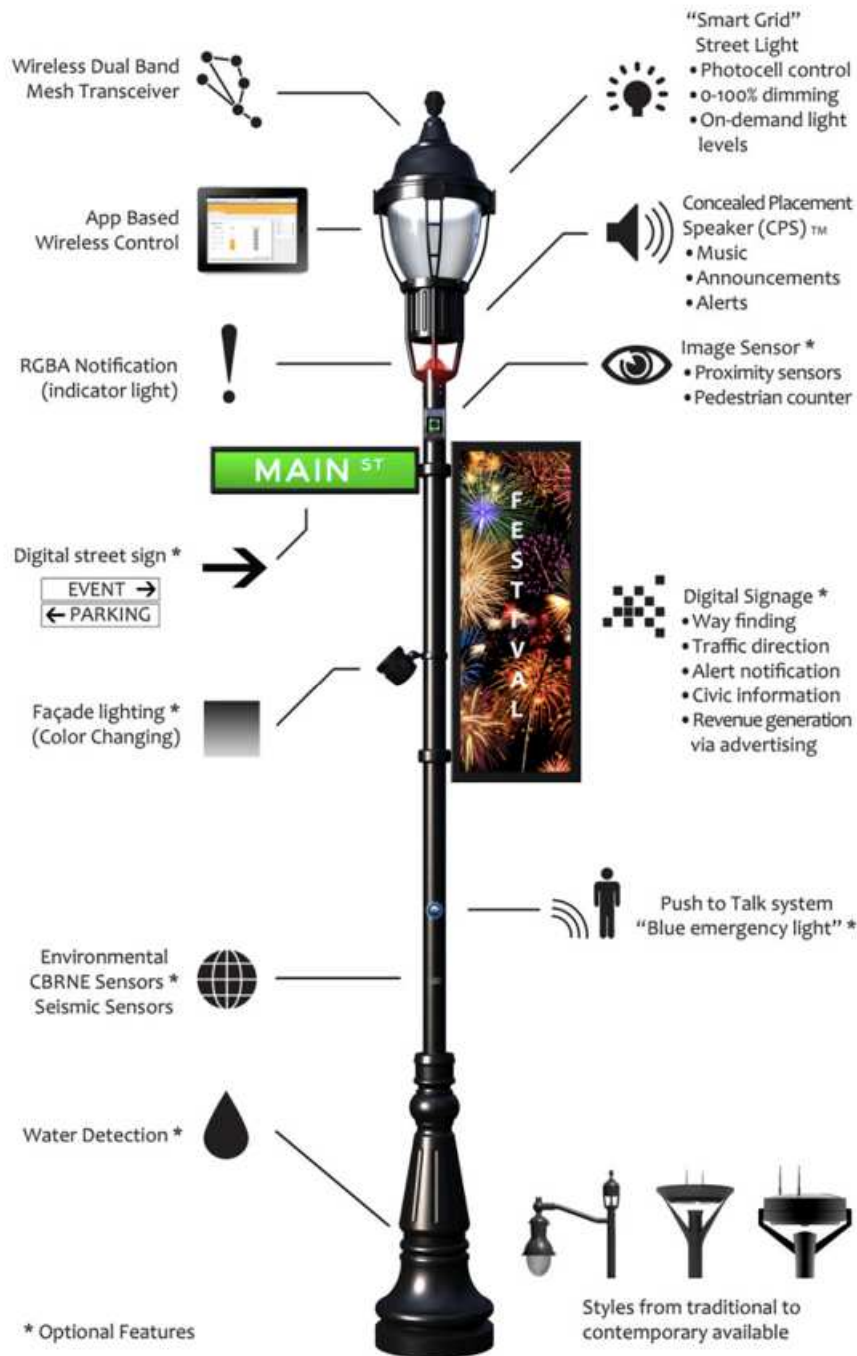 Wireless Dual Band
Mesh Transceiver
"Smart Grid"
Street Light
• Photocell control
• 0-100% dimming
• On-demand light
levels
App Based
Wireless Control
Concealed Placement
Speaker (CPS) TM
• Music
• Announcements
• Alerts
RGBA Notification
(indicator light)
Image Sensor *
• Proximity sensors
• Pedestrian counter
MAIN ST
FESTIVAL
Digital street sign *
EVENT →
← PARKING
Digital Signage *
• Way finding
• Traffic direction
• Alert notification
• Civic information
• Revenue generation
via advertising
Façade lighting *
(Color Changing)
Push to Talk system
"Blue emergency light" *
Environmental
CBRNE Sensors *
Seismic Sensors
Water Detection *
Styles from traditional to
contemporary available
* Optional Features